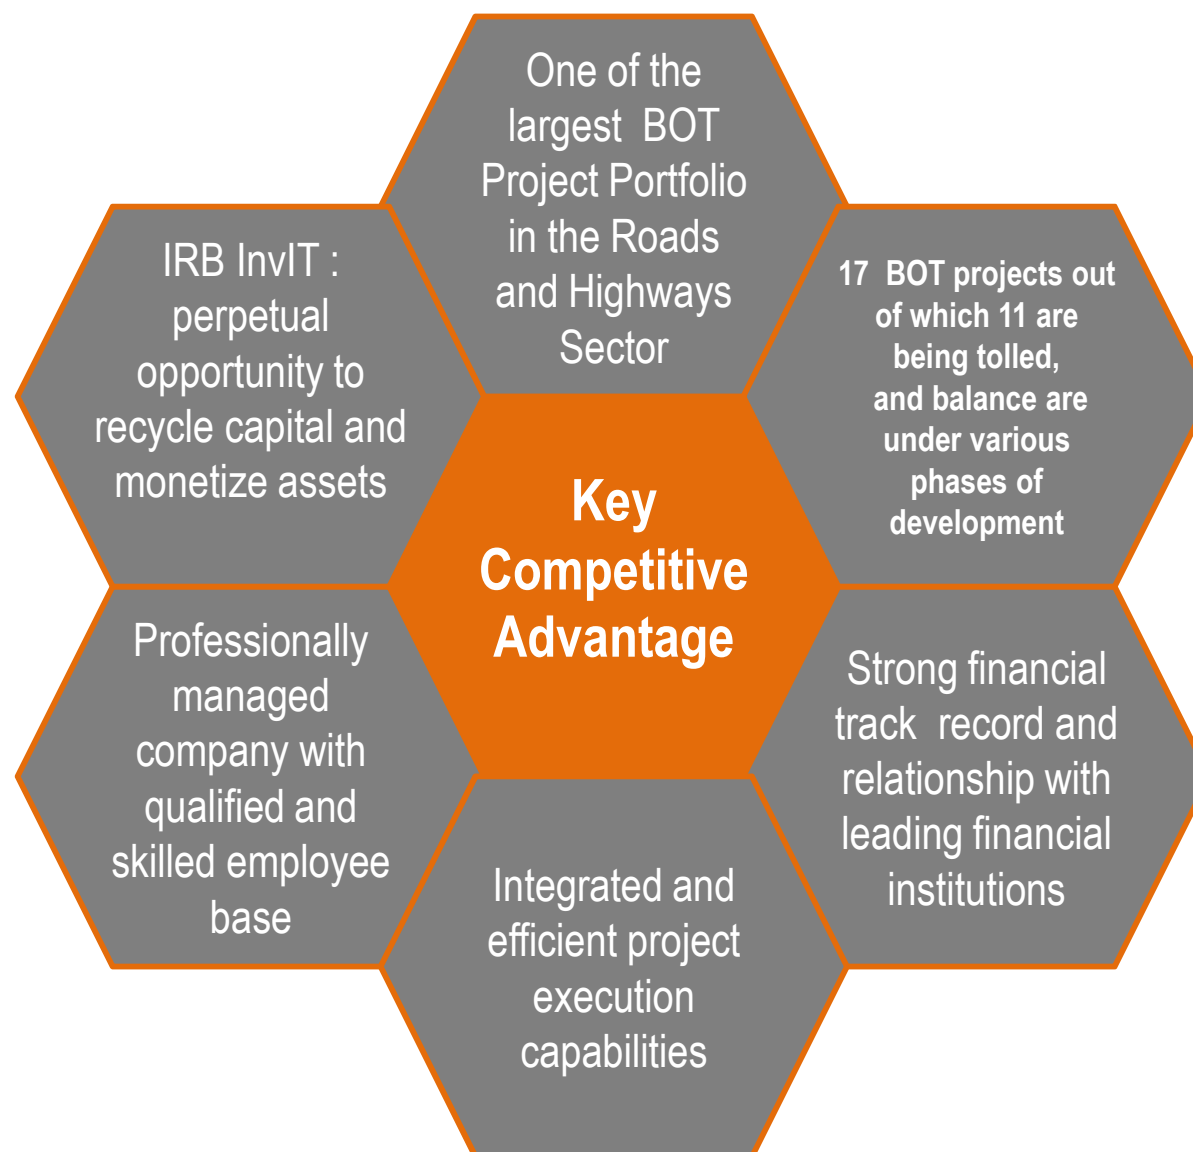 One of the
largest BOT
Project Portfolio
in the Roads
and Highways
Sector
IRB InvIT :
perpetual
opportunity to
recycle capital and
monetize assets
17 BOT projects out
of which 11 are
being tolled,
and balance are
under various
phases of
development
Key
Competitive
Advantage
Professionally
managed
company with
qualified and
skilled employee
base
Strong financial
track record and
relationship with
leading financial
institutions
Integrated and
efficient project
execution
capabilities